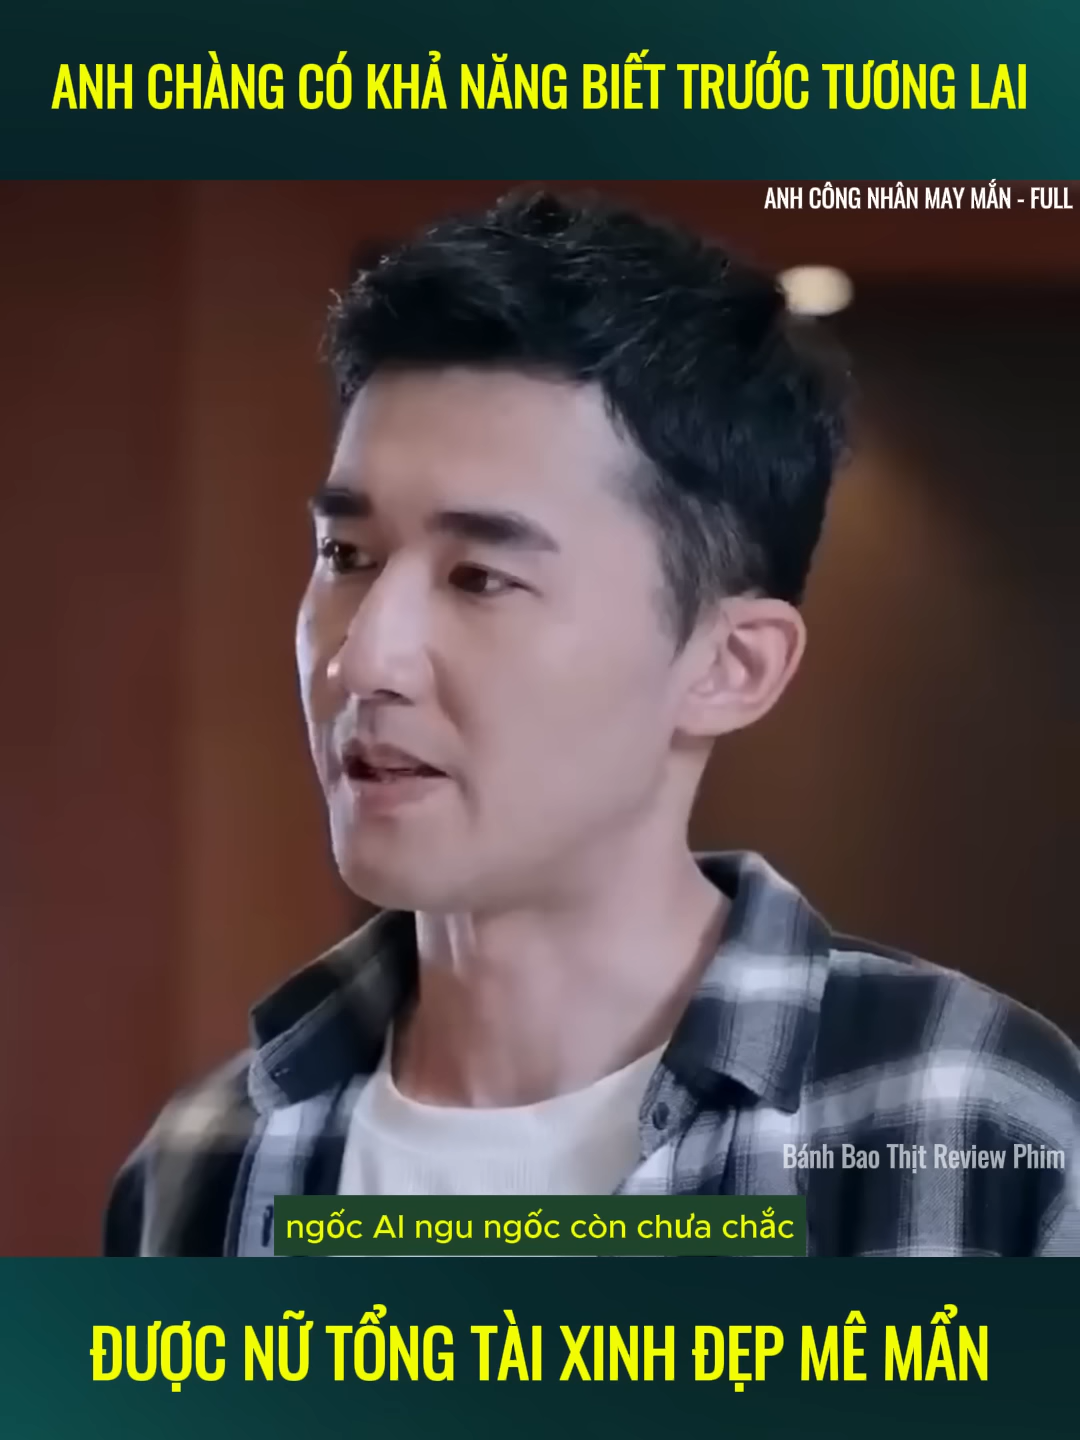 ANH CHÀNG CÓ KHẢ NĂNG BIẾT TRƯỚC TƯƠNG LAI
ANH CÔNG NHÂN MAY MẮN - FULL
Bánh Bao Thịt Review Phim
ngốc AI ngu ngốc còn chưa chắc
ĐƯỢC NỮ TỔNG TÀI XINH ĐẸP MÊ MẨN